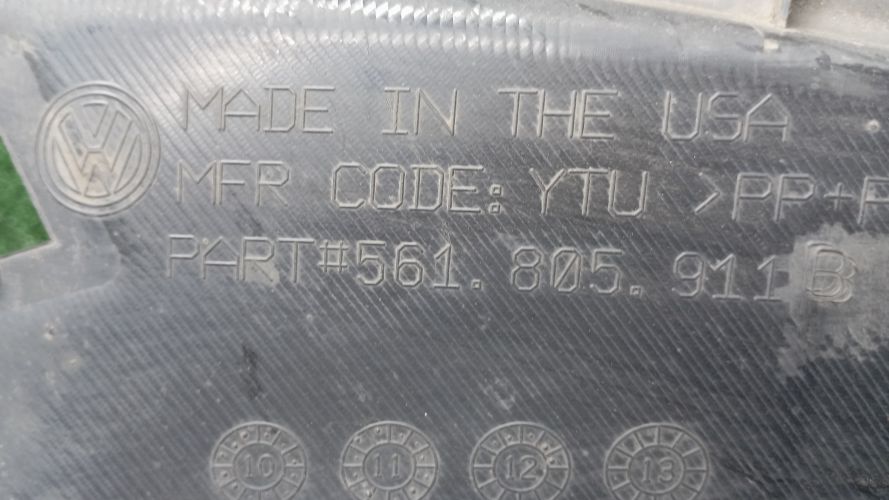 MADE IN THE USA
MFR CODE: YTU >PP+
PART#561.805.911 B
10 11 12 13